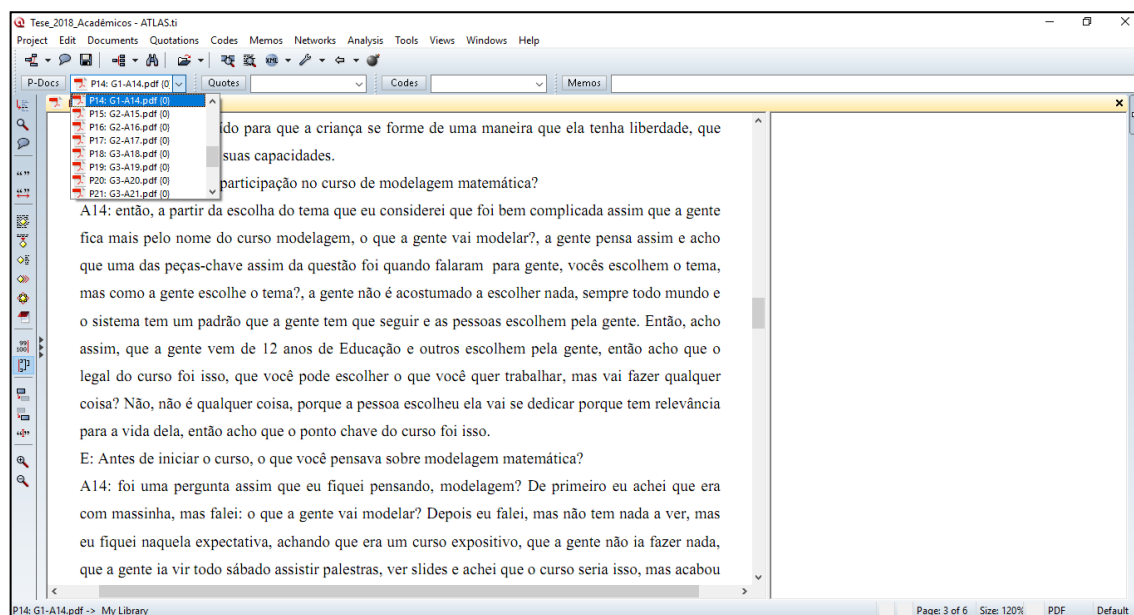 Tese_2018_Acadêmicos - ATLAS.ti
Project Edit Documents Quotations Codes Memos Networks Analysis Tools Views Windows Help
P-Docs P14: G1-A14.pdf {0 Quotes Codes Memos
P14: G1-A14.pdf {0}
P15: G2-A15.pdf {0}
P16: G2-A16.pdf {0}
P17: G2-A17.pdf {0}
P18: G3-A18.pdf {0}
P19: G3-A19.pdf {0}
P20: G3-A20.pdf {0}
P21: G3-A21.pdf {0}
ído para que a criança se forme de uma maneira que ela tenha liberdade, que
suas capacidades.
participação no curso de modelagem matemática?
A14: então, a partir da escolha do tema que eu considerei que foi bem complicada assim que a gente
fica mais pelo nome do curso modelagem, o que a gente vai modelar?, a gente pensa assim e acho
que uma das peças-chave assim da questão foi quando falaram para gente, vocês escolhem o tema,
mas como a gente escolhe o tema?, a gente não é acostumado a escolher nada, sempre todo mundo e
o sistema tem um padrão que a gente tem que seguir e as pessoas escolhem pela gente. Então, acho
assim, que a gente vem de 12 anos de Educação e outros escolhem pela gente, então acho que o
legal do curso foi isso, que você pode escolher o que você quer trabalhar, mas vai fazer qualquer
coisa? Não, não é qualquer coisa, porque a pessoa escolheu ela vai se dedicar porque tem relevância
para a vida dela, então acho que o ponto chave do curso foi isso.
E: Antes de iniciar o curso, o que você pensava sobre modelagem matemática?
A14: foi uma pergunta assim que eu fiquei pensando, modelagem? De primeiro eu achei que era
com massinha, mas falei: o que a gente vai modelar? Depois eu falei, mas não tem nada a ver, mas
eu fiquei naquela expectativa, achando que era um curso expositivo, que a gente não ia fazer nada,
que a gente ia vir todo sábado assistir palestras, ver slides e achei que o curso seria isso, mas acabou
P14: G1-A14.pdf -> My Library Page: 3 of 6 Size: 120% PDF Default